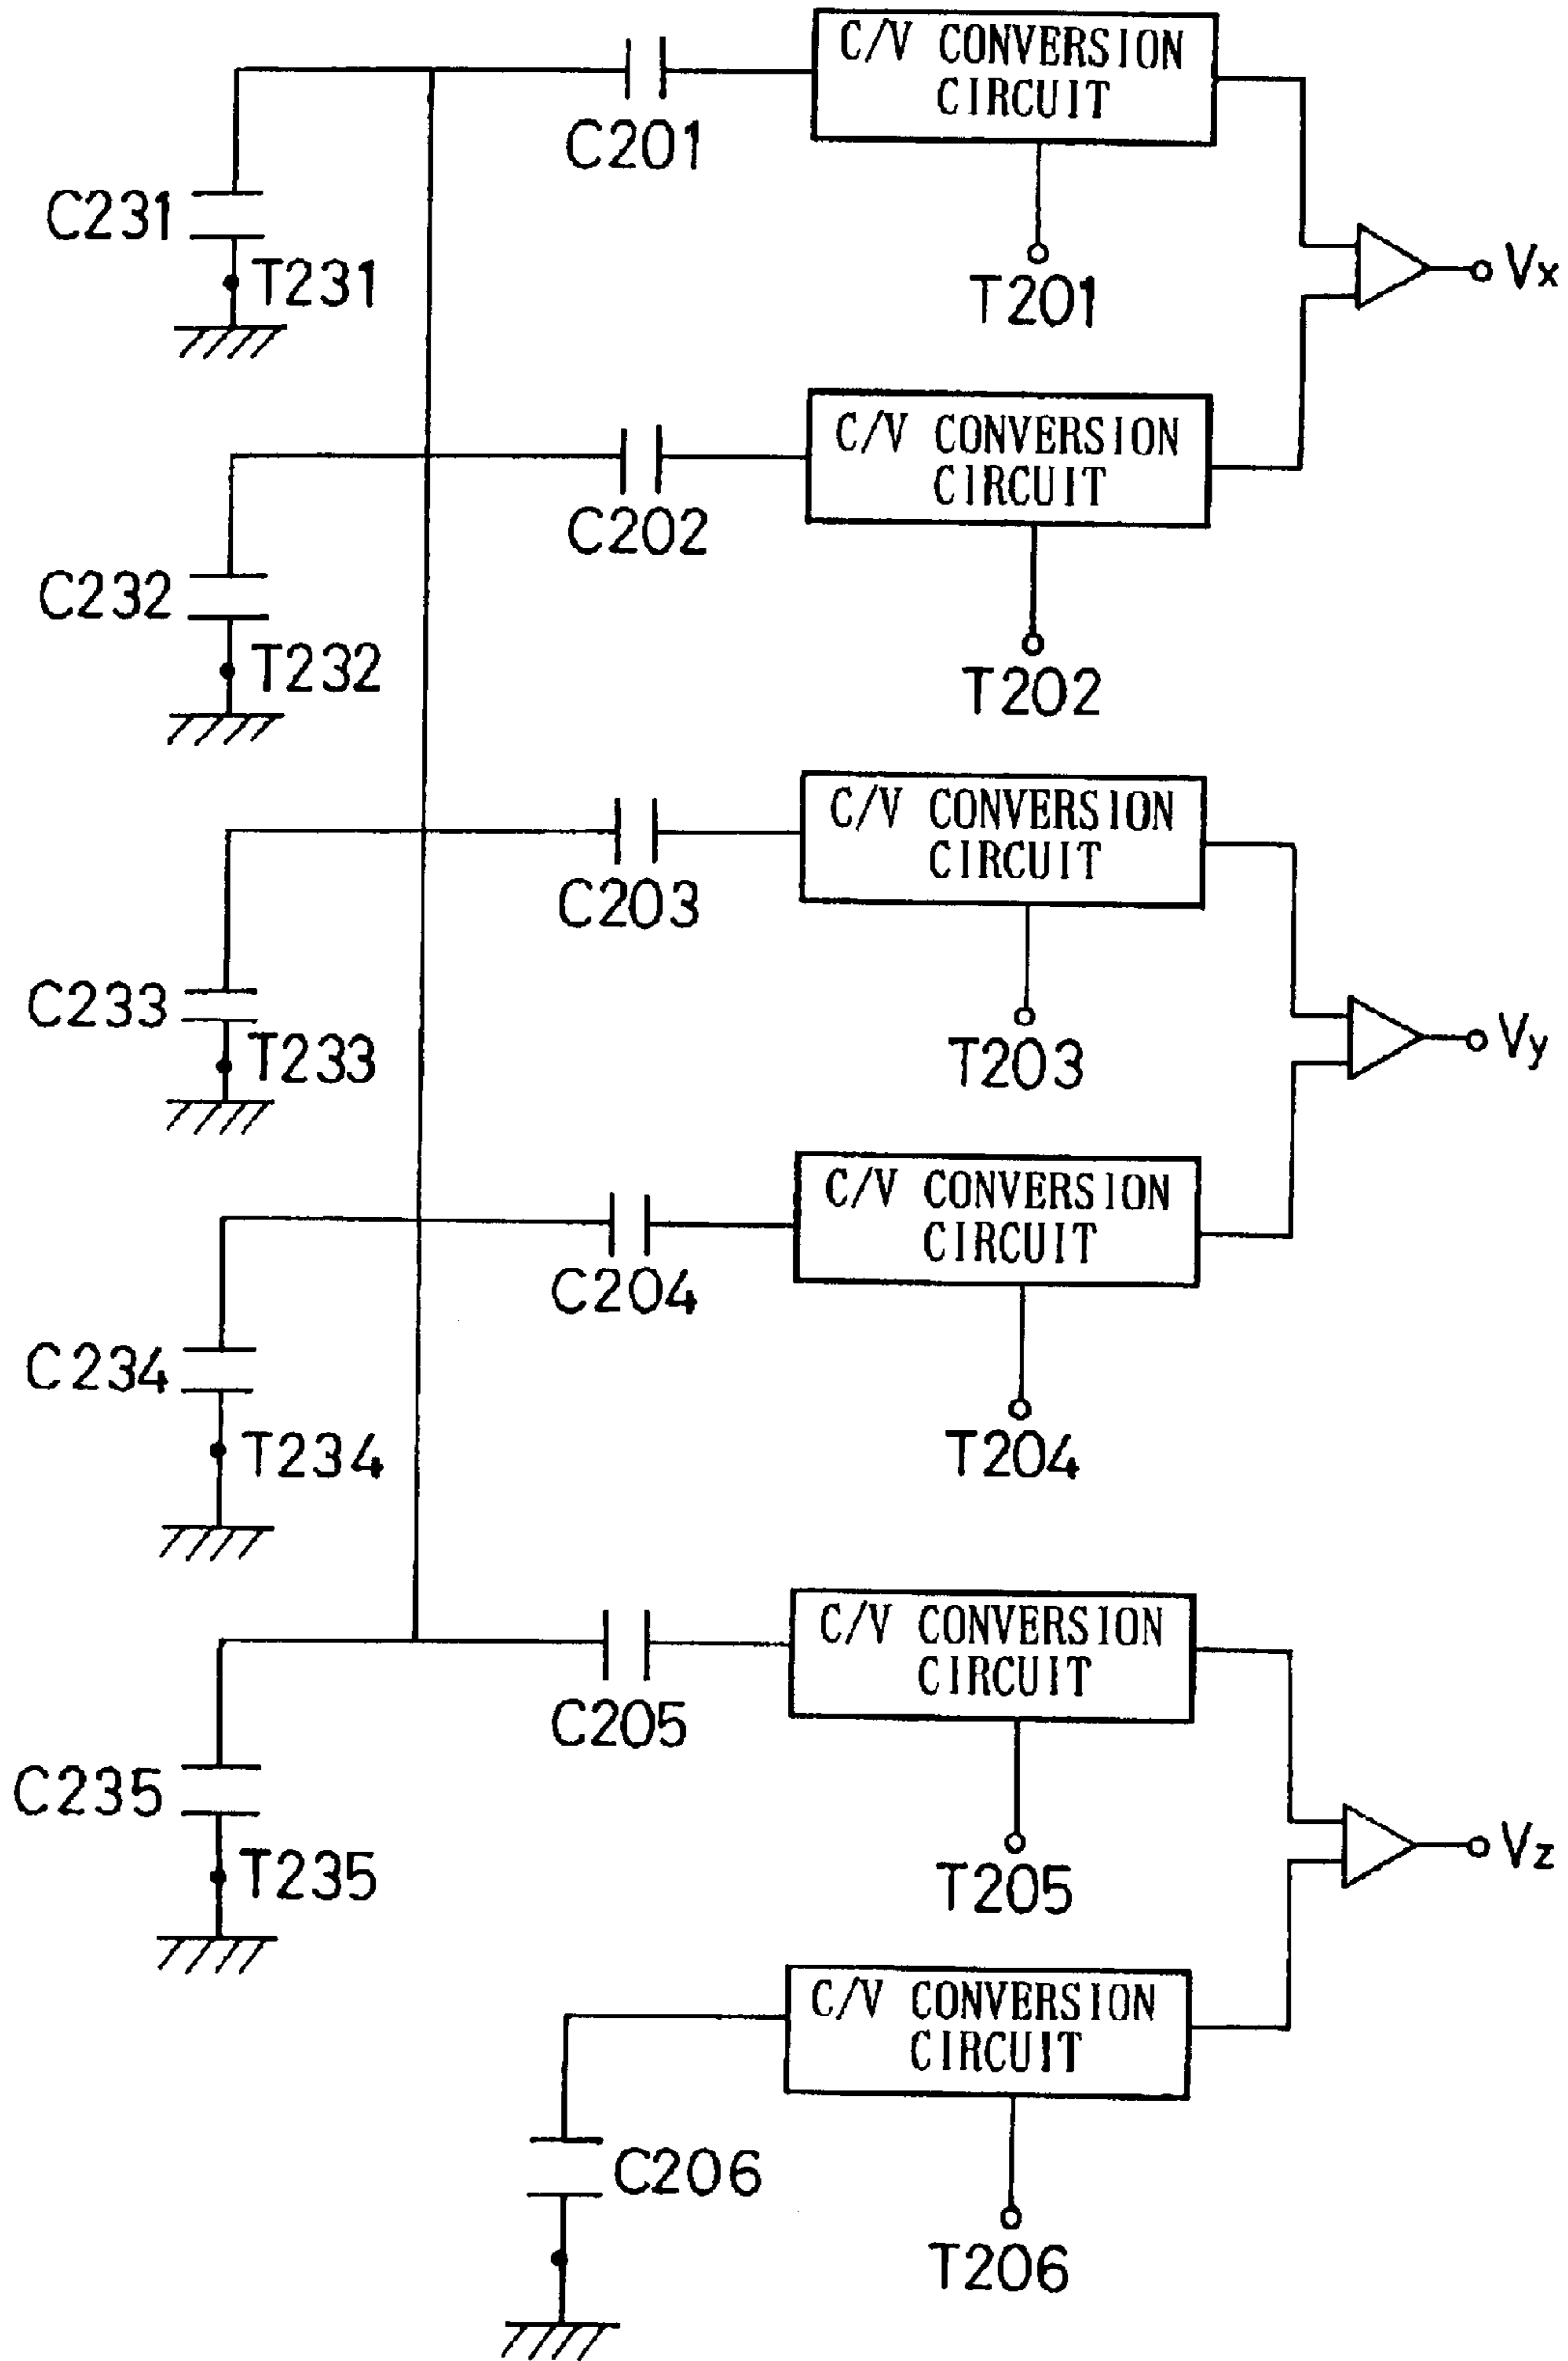 C/V CONVERSION
CIRCUIT
C201
C231
T231
T201
Vx
C/V CONVERSION
CIRCUIT
C202
C232
T232
T202
C/V CONVERSION
CIRCUIT
C203
C233
T233
T203
Vy
C/V CONVERSION
CIRCUIT
C204
C234
T234
T204
C/V CONVERSION
CIRCUIT
C205
C235
T235
T205
Vz
C/V CONVERSION
CIRCUIT
C206
T206